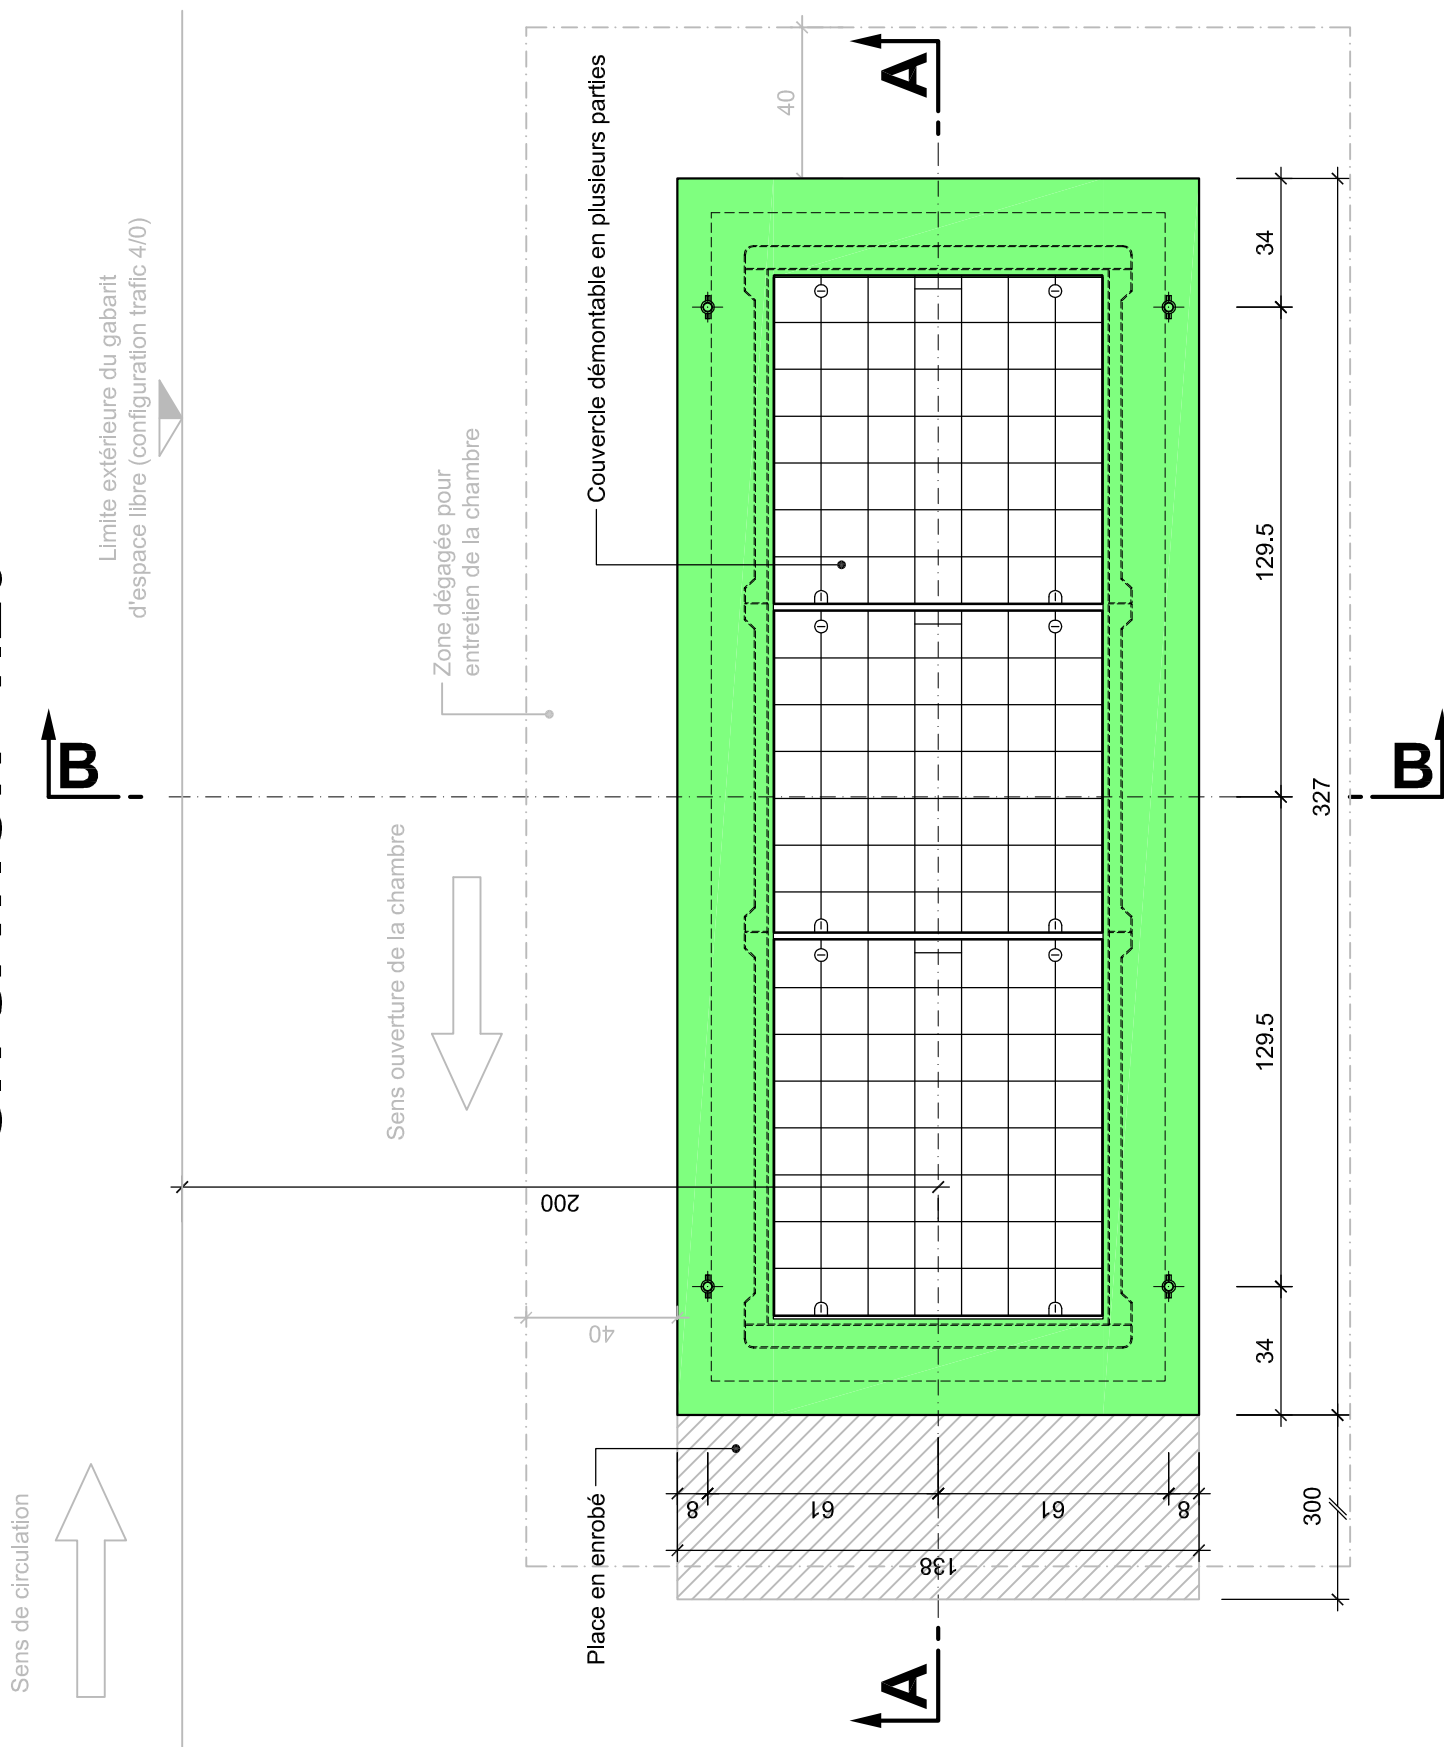 Limite extérieure du gabarit
d'espace libre (configuration trafic 4/0)
Zone dégagée pour
entretien de la chambre
Couvercle démontable en plusieurs parties
40
A
B
Sens ouverture de la chambre
200
40
34
129.5
327
129.5
34
B
Sens de circulation
Place en enrobé
8
61
61
8
138
300
A